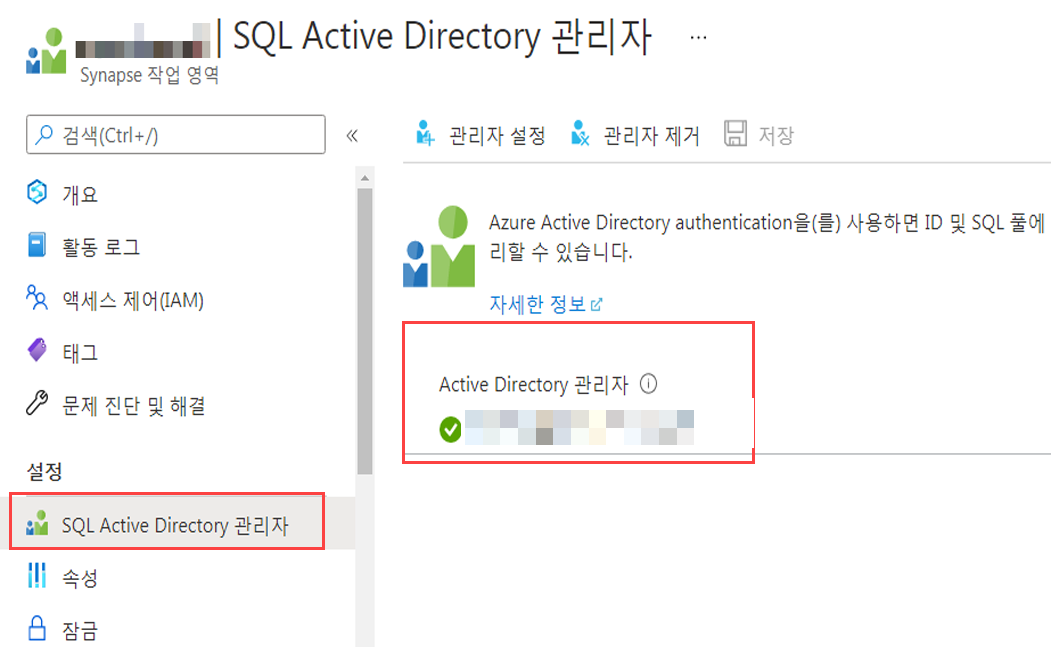 | SQL Active Directory 관리자 ...
Synapse 작업 영역
검색(Ctrl+/)
«
관리자 설정
관리자 제거
저장
개요
활동 로그
액세스 제어(IAM)
태그
문제 진단 및 해결
설정
SQL Active Directory 관리자
속성
잠금
Azure Active Directory authentication을(를) 사용하면 ID 및 SQL 풀에
리할 수 있습니다.
자세한 정보
Active Directory 관리자